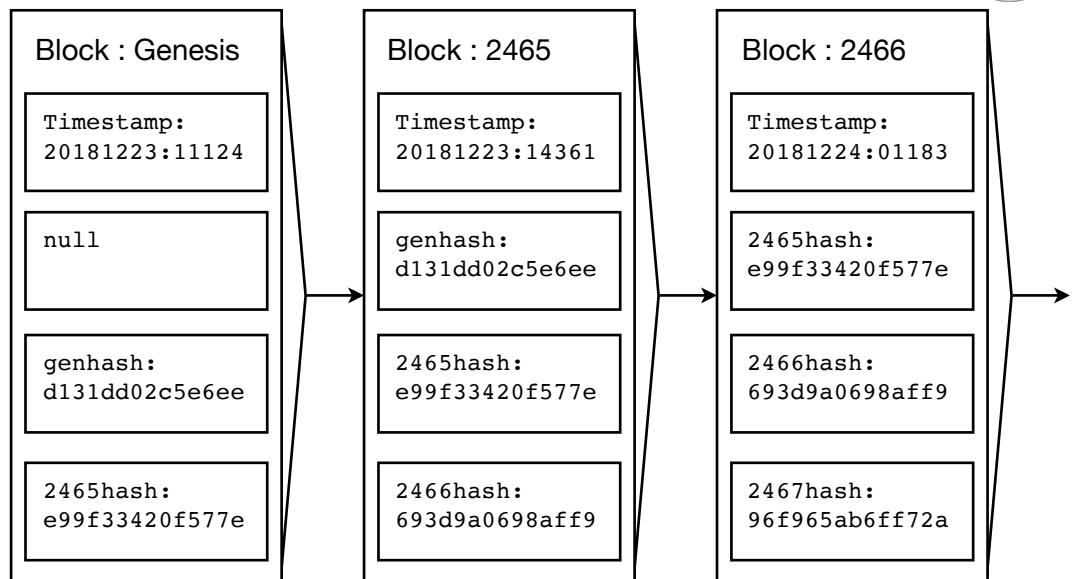 Block : Genesis
Timestamp:
20181223:11124
null
genhash:
d131dd02c5e6ee
2465hash:
e99f33420f577e
Block : 2465
Timestamp:
20181223:14361
genhash:
d131dd02c5e6ee
2465hash:
e99f33420f577e
2466hash:
693d9a0698aff9
Block : 2466
Timestamp:
20181224:01183
2465hash:
e99f33420f577e
2466hash:
693d9a0698aff9
2467hash:
96f965ab6ff72a